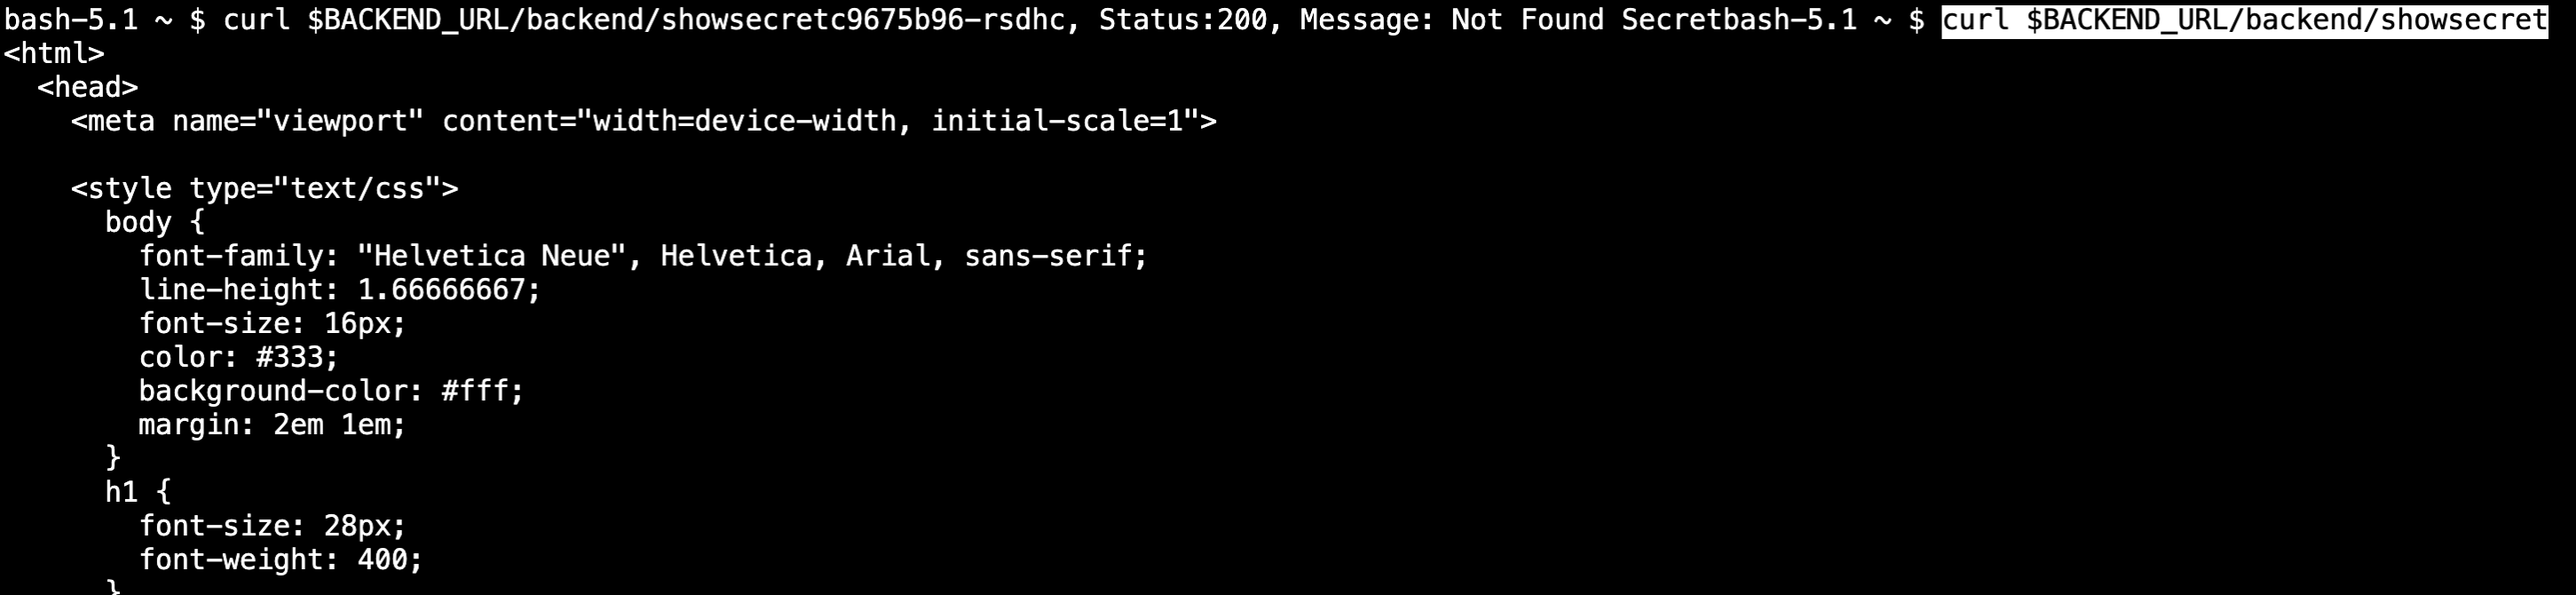 bash-5.1 ~ $ curl $BACKEND_URL/backend/showsecretc9675b96-rsdhc, Status:200, Message: Not Found Secretbash-5.1 ~ $ curl $BACKEND_URL/backend/showsecret
<html>
  <head>
    <meta name="viewport" content="width=device-width, initial-scale=1">

    <style type="text/css">
      body {
        font-family: "Helvetica Neue", Helvetica, Arial, sans-serif;
        line-height: 1.66666667;
        font-size: 16px;
        color: #333;
        background-color: #fff;
        margin: 2em 1em;
      }
      h1 {
        font-size: 28px;
        font-weight: 400;
      }